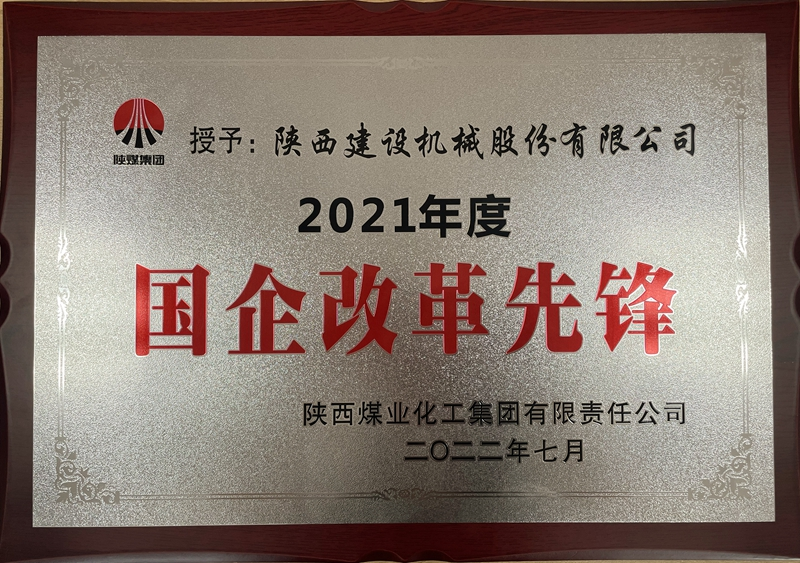 陕煤集团
授予：陕西建设机械股份有限公司
2021年度
国企改革先锋
陕西煤业化工集团有限责任公司
二〇二二年七月